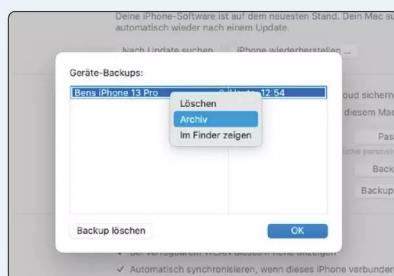 Deine iPhone-Software ist auf dem neuesten Stand. Dein Mac su
automatisch wieder nach einem Update.
Nach Update suchen iPhone wiederherstellen ...
Geräte-Backups:
Bens iPhone 13 Pro 12:54
Löschen
Archiv
Im Finder zeigen
oud sichern
diesem Mac
Pas
Back
Backup
Backup löschen
OK
✓ Automatisch synchronisieren, wenn dieses iPhone verbunden